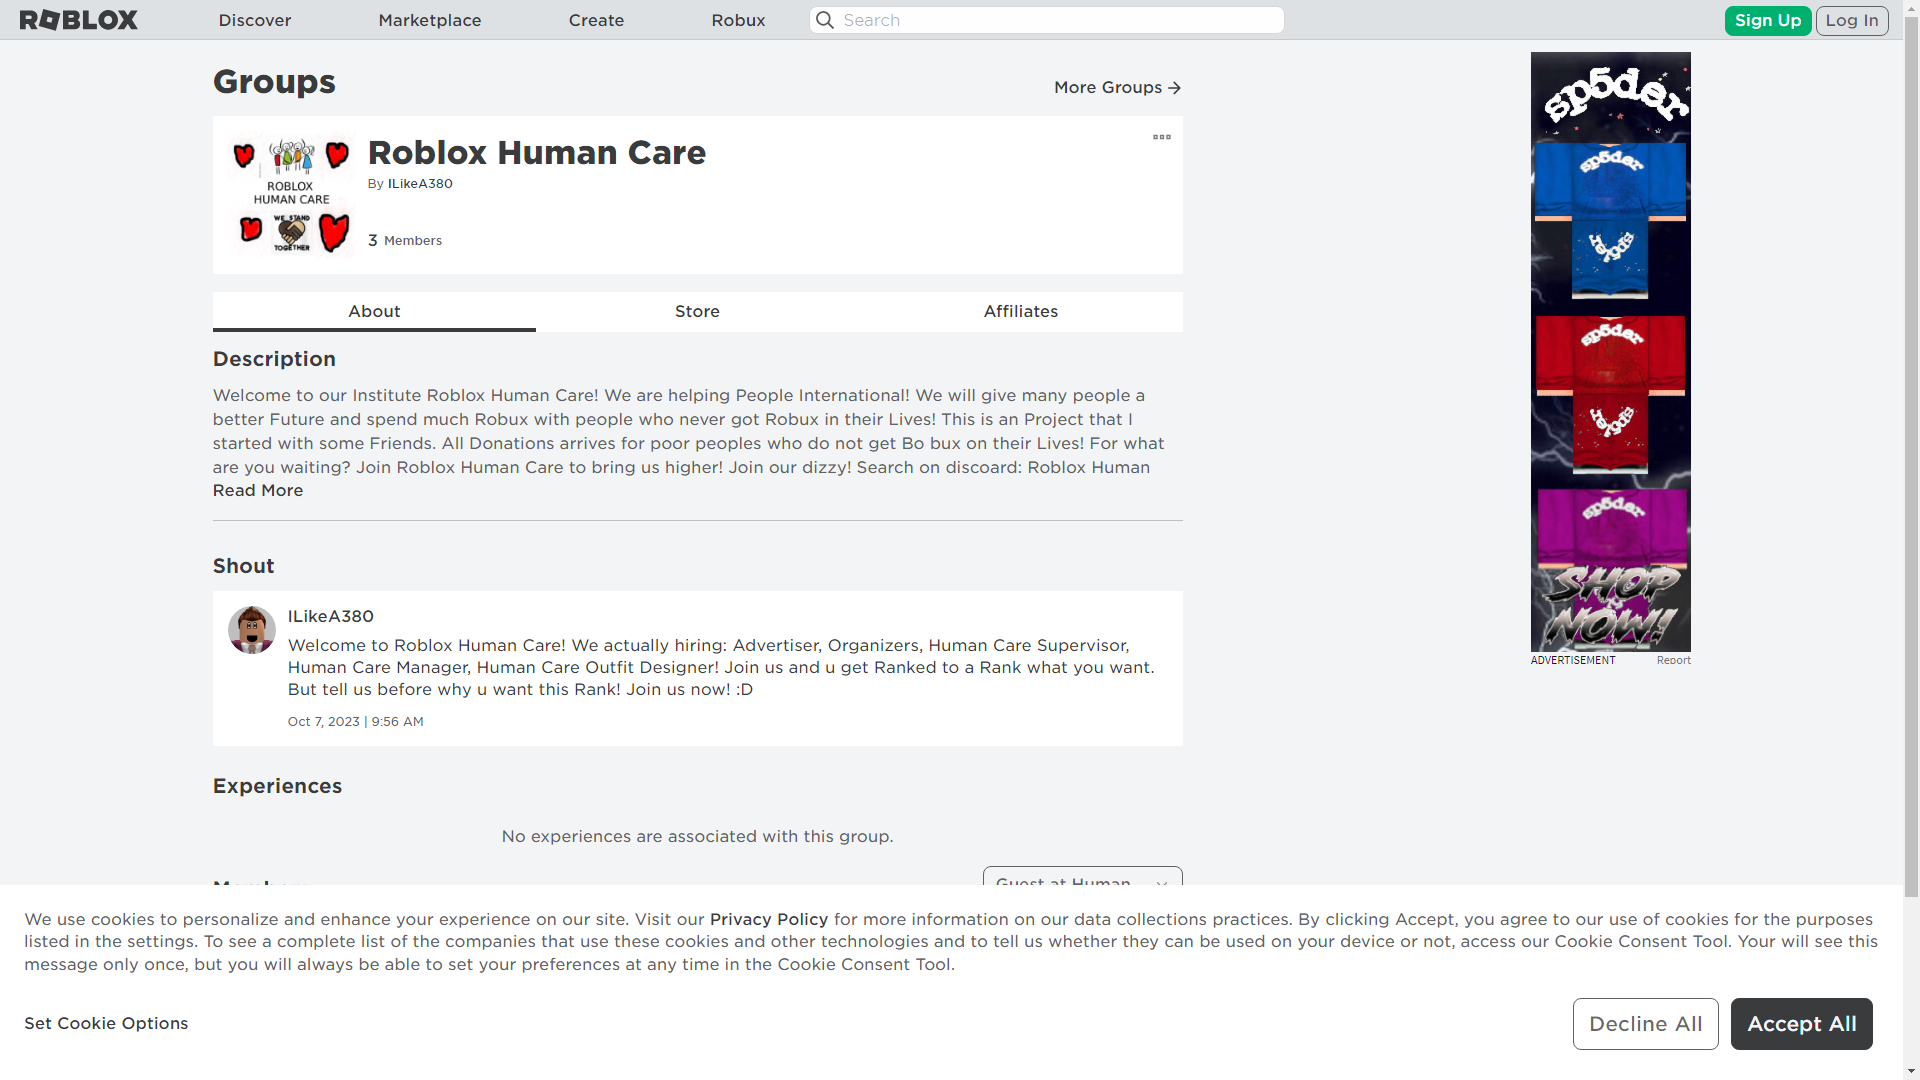 ROBLOX
Discover
Marketplace
Create
Robux
Search
Sign Up
Log In
Groups
More Groups
ROBLOX
HUMAN CARE
WE STAND
TOGETHER
Roblox Human Care
By ILikeA380
3 Members
About
Store
Affiliates
Description
Welcome to our Institute Roblox Human Care! We are helping People International! We will give many people a
better Future and spend much Robux with people who never got Robux in their Lives! This is an Project that I
started with some Friends. All Donations arrives for poor peoples who do not get Bo bux on their Lives! For what
are you waiting? Join Roblox Human Care to bring us higher! Join our dizzy! Search on discoard: Roblox Human
Read More
Shout
ILikeA380
Welcome to Roblox Human Care! We actually hiring: Advertiser, Organizers, Human Care Supervisor,
Human Care Manager, Human Care Outfit Designer! Join us and u get Ranked to a Rank what you want.
But tell us before why u want this Rank! Join us now! :D
Oct 7, 2023 | 9:56 AM
Experiences
No experiences are associated with this group.
Members
Guest at Human
sp5der
sp5der
sp5der
sp5der
sp5der
sp5der
SHOP
NOW!
ADVERTISEMENT
Report
We use cookies to personalize and enhance your experience on our site. Visit our Privacy Policy for more information on our data collections practices. By clicking Accept, you agree to our use of cookies for the purposes
listed in the settings. To see a complete list of the companies that use these cookies and other technologies and to tell us whether they can be used on your device or not, access our Cookie Consent Tool. Your will see this
message only once, but you will always be able to set your preferences at any time in the Cookie Consent Tool.
Set Cookie Options
Decline All
Accept All